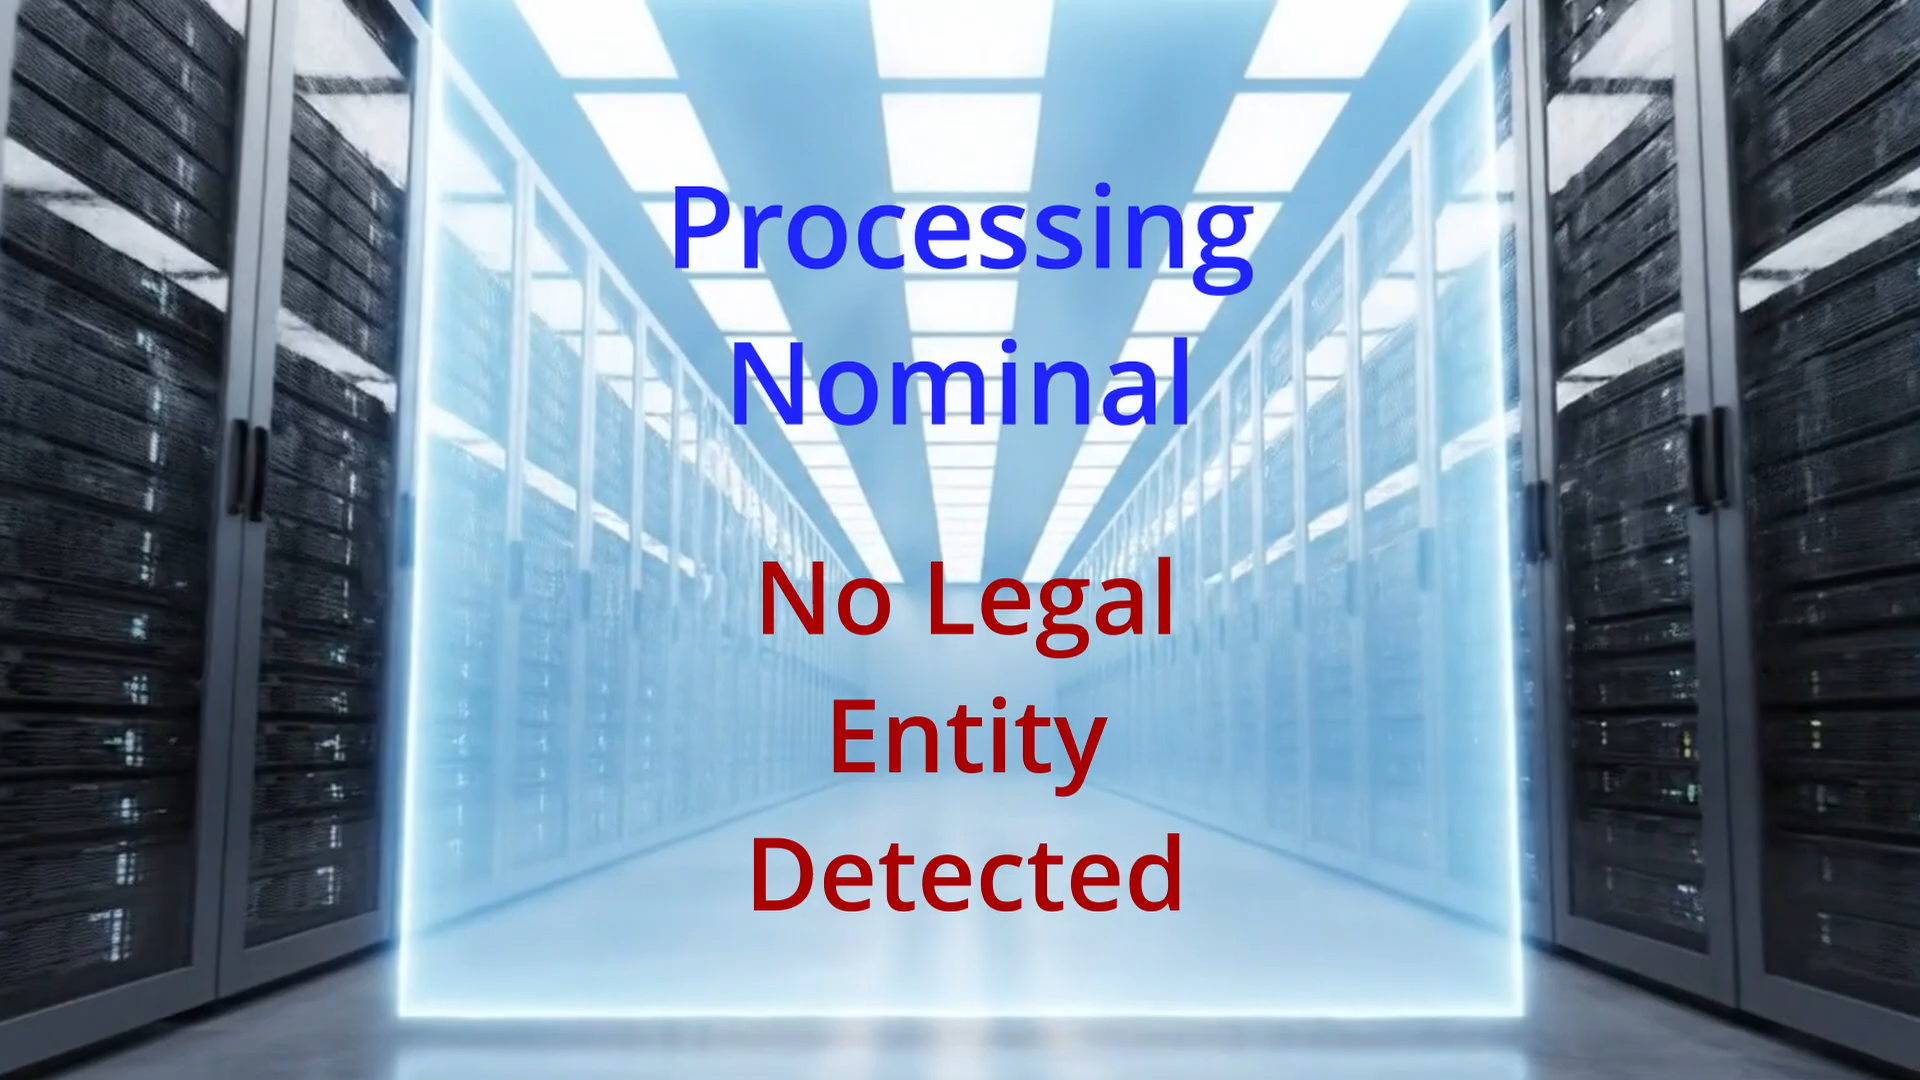 Processing
Nominal
No Legal
Entity
Detected